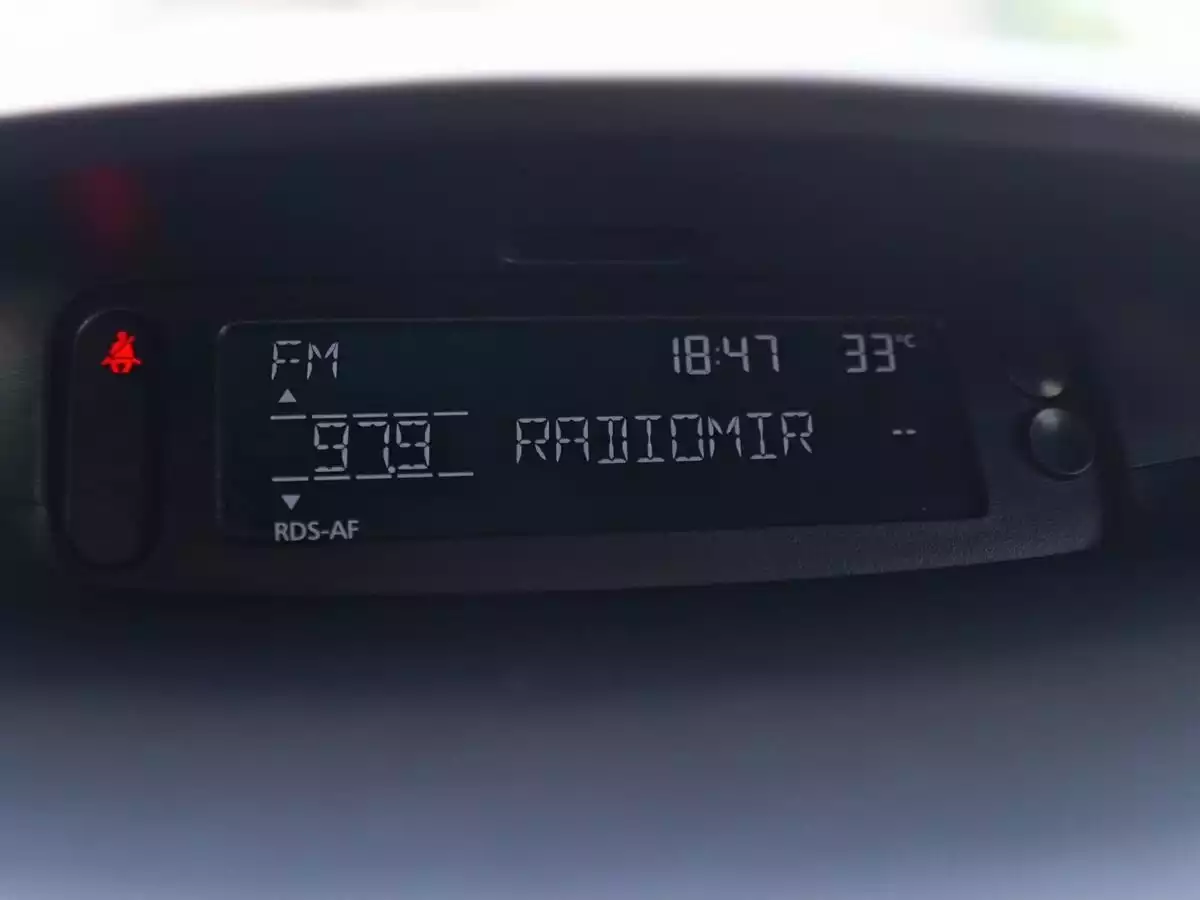 FM 18:47 33°C
97.9 RADIOMIR --
RDS-AF